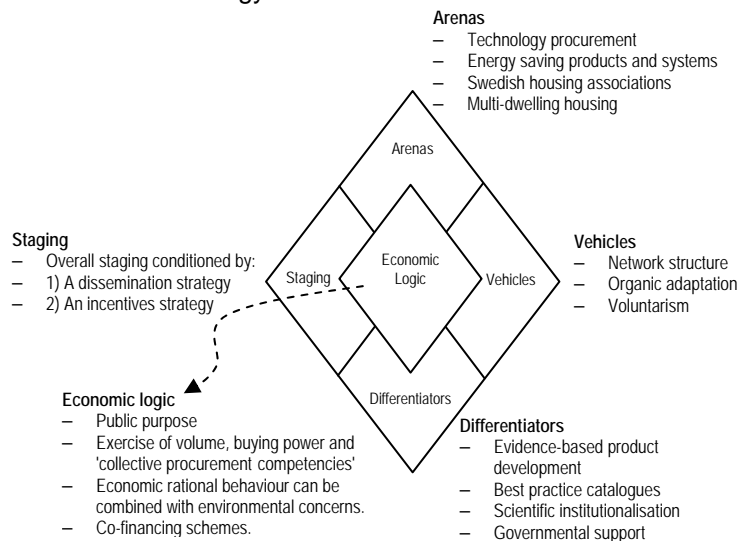 gy
Arenas
– Technology procurement
– Energy saving products and systems
– Swedish housing associations
– Multi-dwelling housing
Arenas
Staging
– Overall staging conditioned by:
– 1) A dissemination strategy
– 2) An incentives strategy
Staging
Economic
Logic
Vehicles
Vehicles
– Network structure
– Organic adaptation
– Voluntarism
Differentiators
Economic logic
– Public purpose
– Exercise of volume, buying power and
'collective procurement competencies'
– Economic rational behaviour can be
combined with environmental concerns.
– Co-financing schemes.
Differentiators
– Evidence-based product
development
– Best practice catalogues
– Scientific institutionalisation
– Governmental support